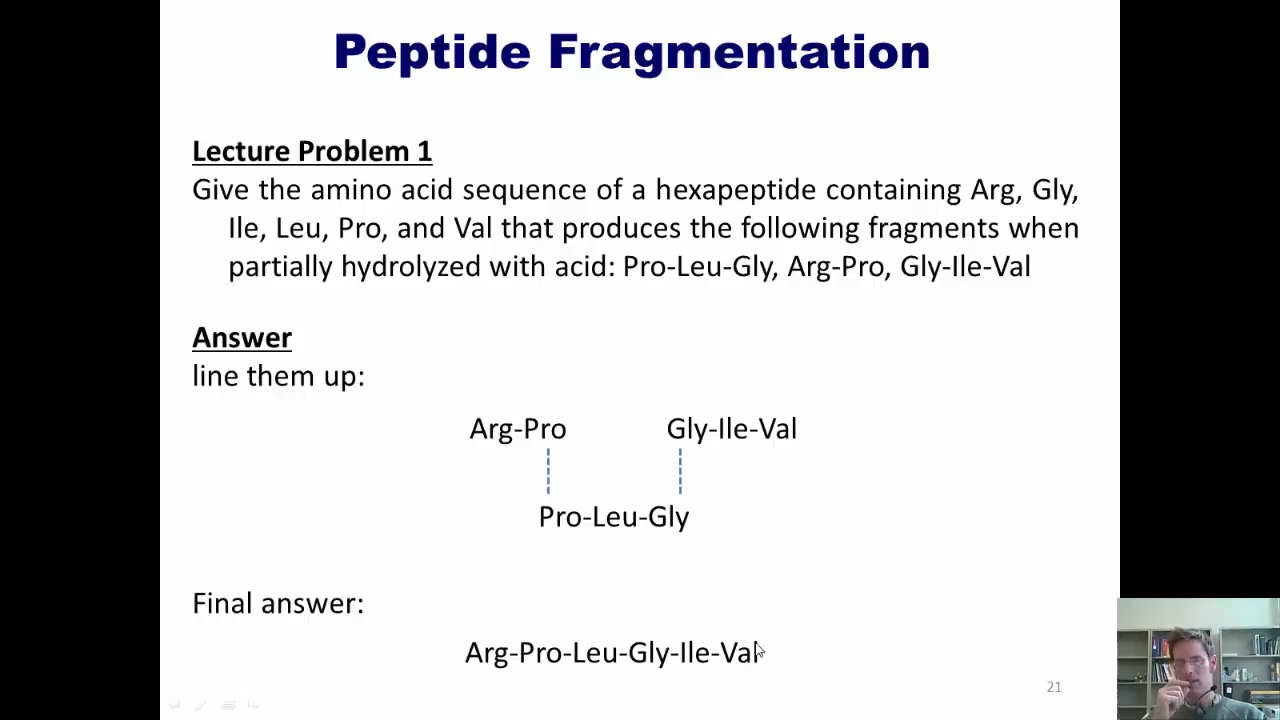 Peptide Fragmentation
Lecture Problem 1
Give the amino acid sequence of a hexapeptide containing Arg, Gly,
Ile, Leu, Pro, and Val that produces the following fragments when
partially hydrolyzed with acid: Pro-Leu-Gly, Arg-Pro, Gly-Ile-Val
Answer
line them up:
Arg-Pro Gly-Ile-Val
Pro-Leu-Gly
Final answer:
Arg-Pro-Leu-Gly-Ile-Val
21